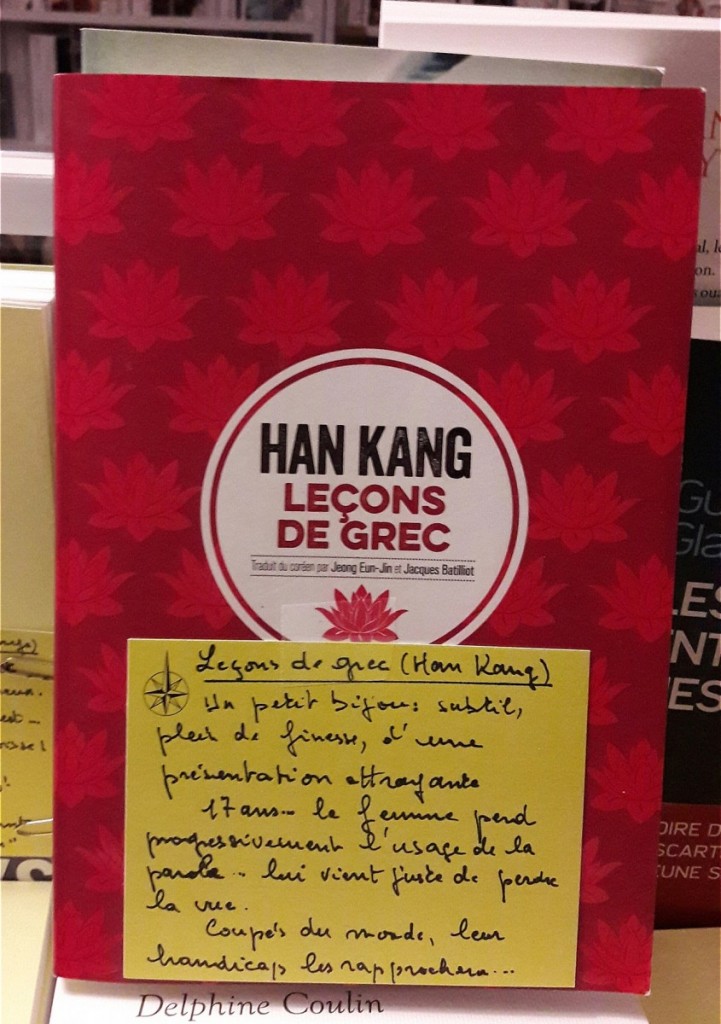 HAN KANG
LEÇONS
DE GREC
Traduit du coréen par Jeong Eun-Jin et Jacques Batilliot
Leçons de grec (Han Kang)
Un petit bijou : subtil,
plein de finesse, d'une
présentation attrayante
17 ans... la femme perd
progressivement l'usage de la
parole... lui vient juste de perdre
la vue.
Coupés du monde, leur
handicap les rapprochera...
Delphine Coulin